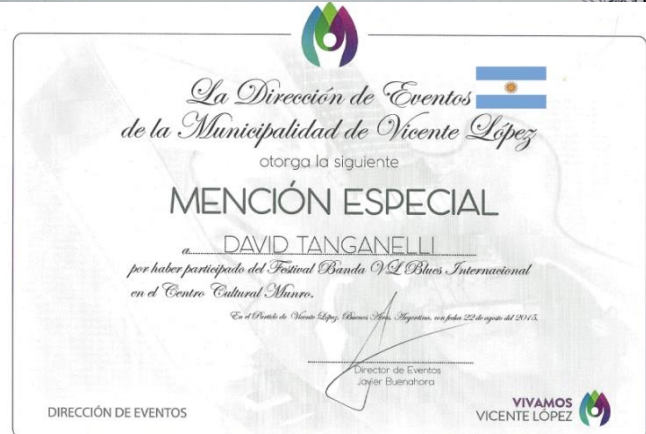 La Dirección de Eventos
de la Municipalidad de Vicente López
otorga la siguiente
MENCIÓN ESPECIAL
a DAVID TANGANELLI
por haber participado del Festival Banda V.L Blues Internacional
en el Centro Cultural Munro.
En el Partido de Vicente López, Buenos Aires, Argentina, con fecha 22 de agosto del 2015.
Director de Eventos
Javier Buenahora
DIRECCIÓN DE EVENTOS
VIVAMOS
VICENTE LÓPEZ